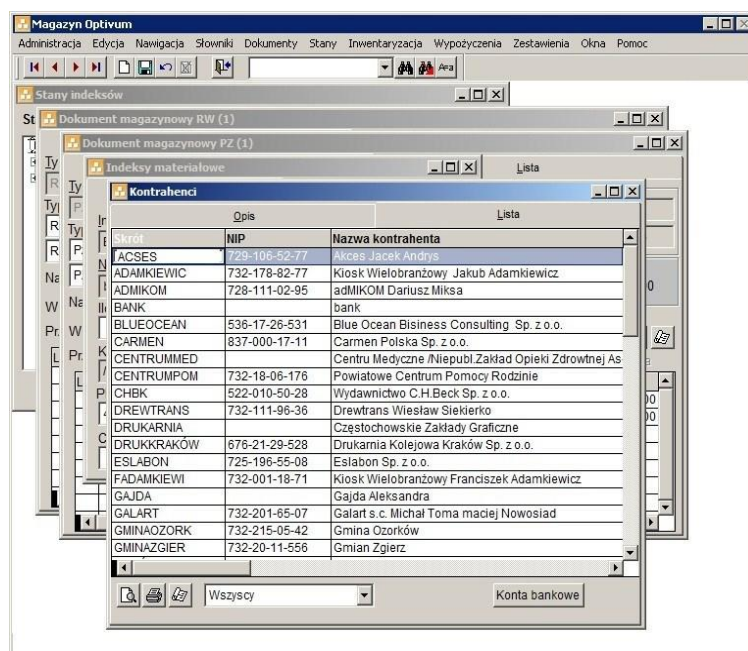 Magazyn Optivum
Administracja Edycja Nawigacja Słowniki Dokumenty Stany Inwentaryzacja Wypożyczenia Zestawienia Okna Pomoc
A=a
Stany indeksów
St
Dokument magazynowy RW (1)
Dokument magazynowy PZ (1)
Indeksy materiałowe
Lista
Kontrahenci
Opis Lista
Skrót NIP Nazwa kontrahenta
ACSES 729-106-52-77 Akces Jacek Andrys
ADAMKIEWIC 732-178-82-77 Kiosk Wielobranżowy Jakub Adamkiewicz
ADMIKOM 728-111-02-95 adMIKOM Dariusz Miksa
BANK bank
BLUEOCEAN 536-17-26-531 Blue Ocean Bisiness Consulting Sp. z o.o.
CARMEN 837-000-17-11 Carmen Polska Sp. z o.o.
CENTRUMMED Centru Medyczne /Niepubl.Zakład Opieki Zdrowtnej As
CENTRUMPOM 732-18-06-176 Powiatowe Centrum Pomocy Rodzinie
CHBK 522-010-50-28 Wydawnictwo C.H.Beck Sp. z o.o.
DREWTRANS 732-111-96-36 Drewtrans Wiesław Siekierko
DRUKARNIA Częstochowskie Zakłady Graficzne
DRUKKRAKÓW 676-21-29-528 Drukarnia Kolejowa Kraków Sp. z o.o.
ESLABON 725-196-55-08 Eslabon Sp. z o.o.
FADAMKIEWI 732-001-18-71 Kiosk Wielobranżowy Franciszek Adamkiewicz
GAJDA Gajda Aleksandra
GALART 732-201-65-07 Galart s.c. Michał Toma maciej Nowosiad
GMINAOZORK 732-215-05-42 Gmina Ozorków
GMINAZGIER 732-20-11-556 Gmian Zgierz
Wszyscy Konta bankowe